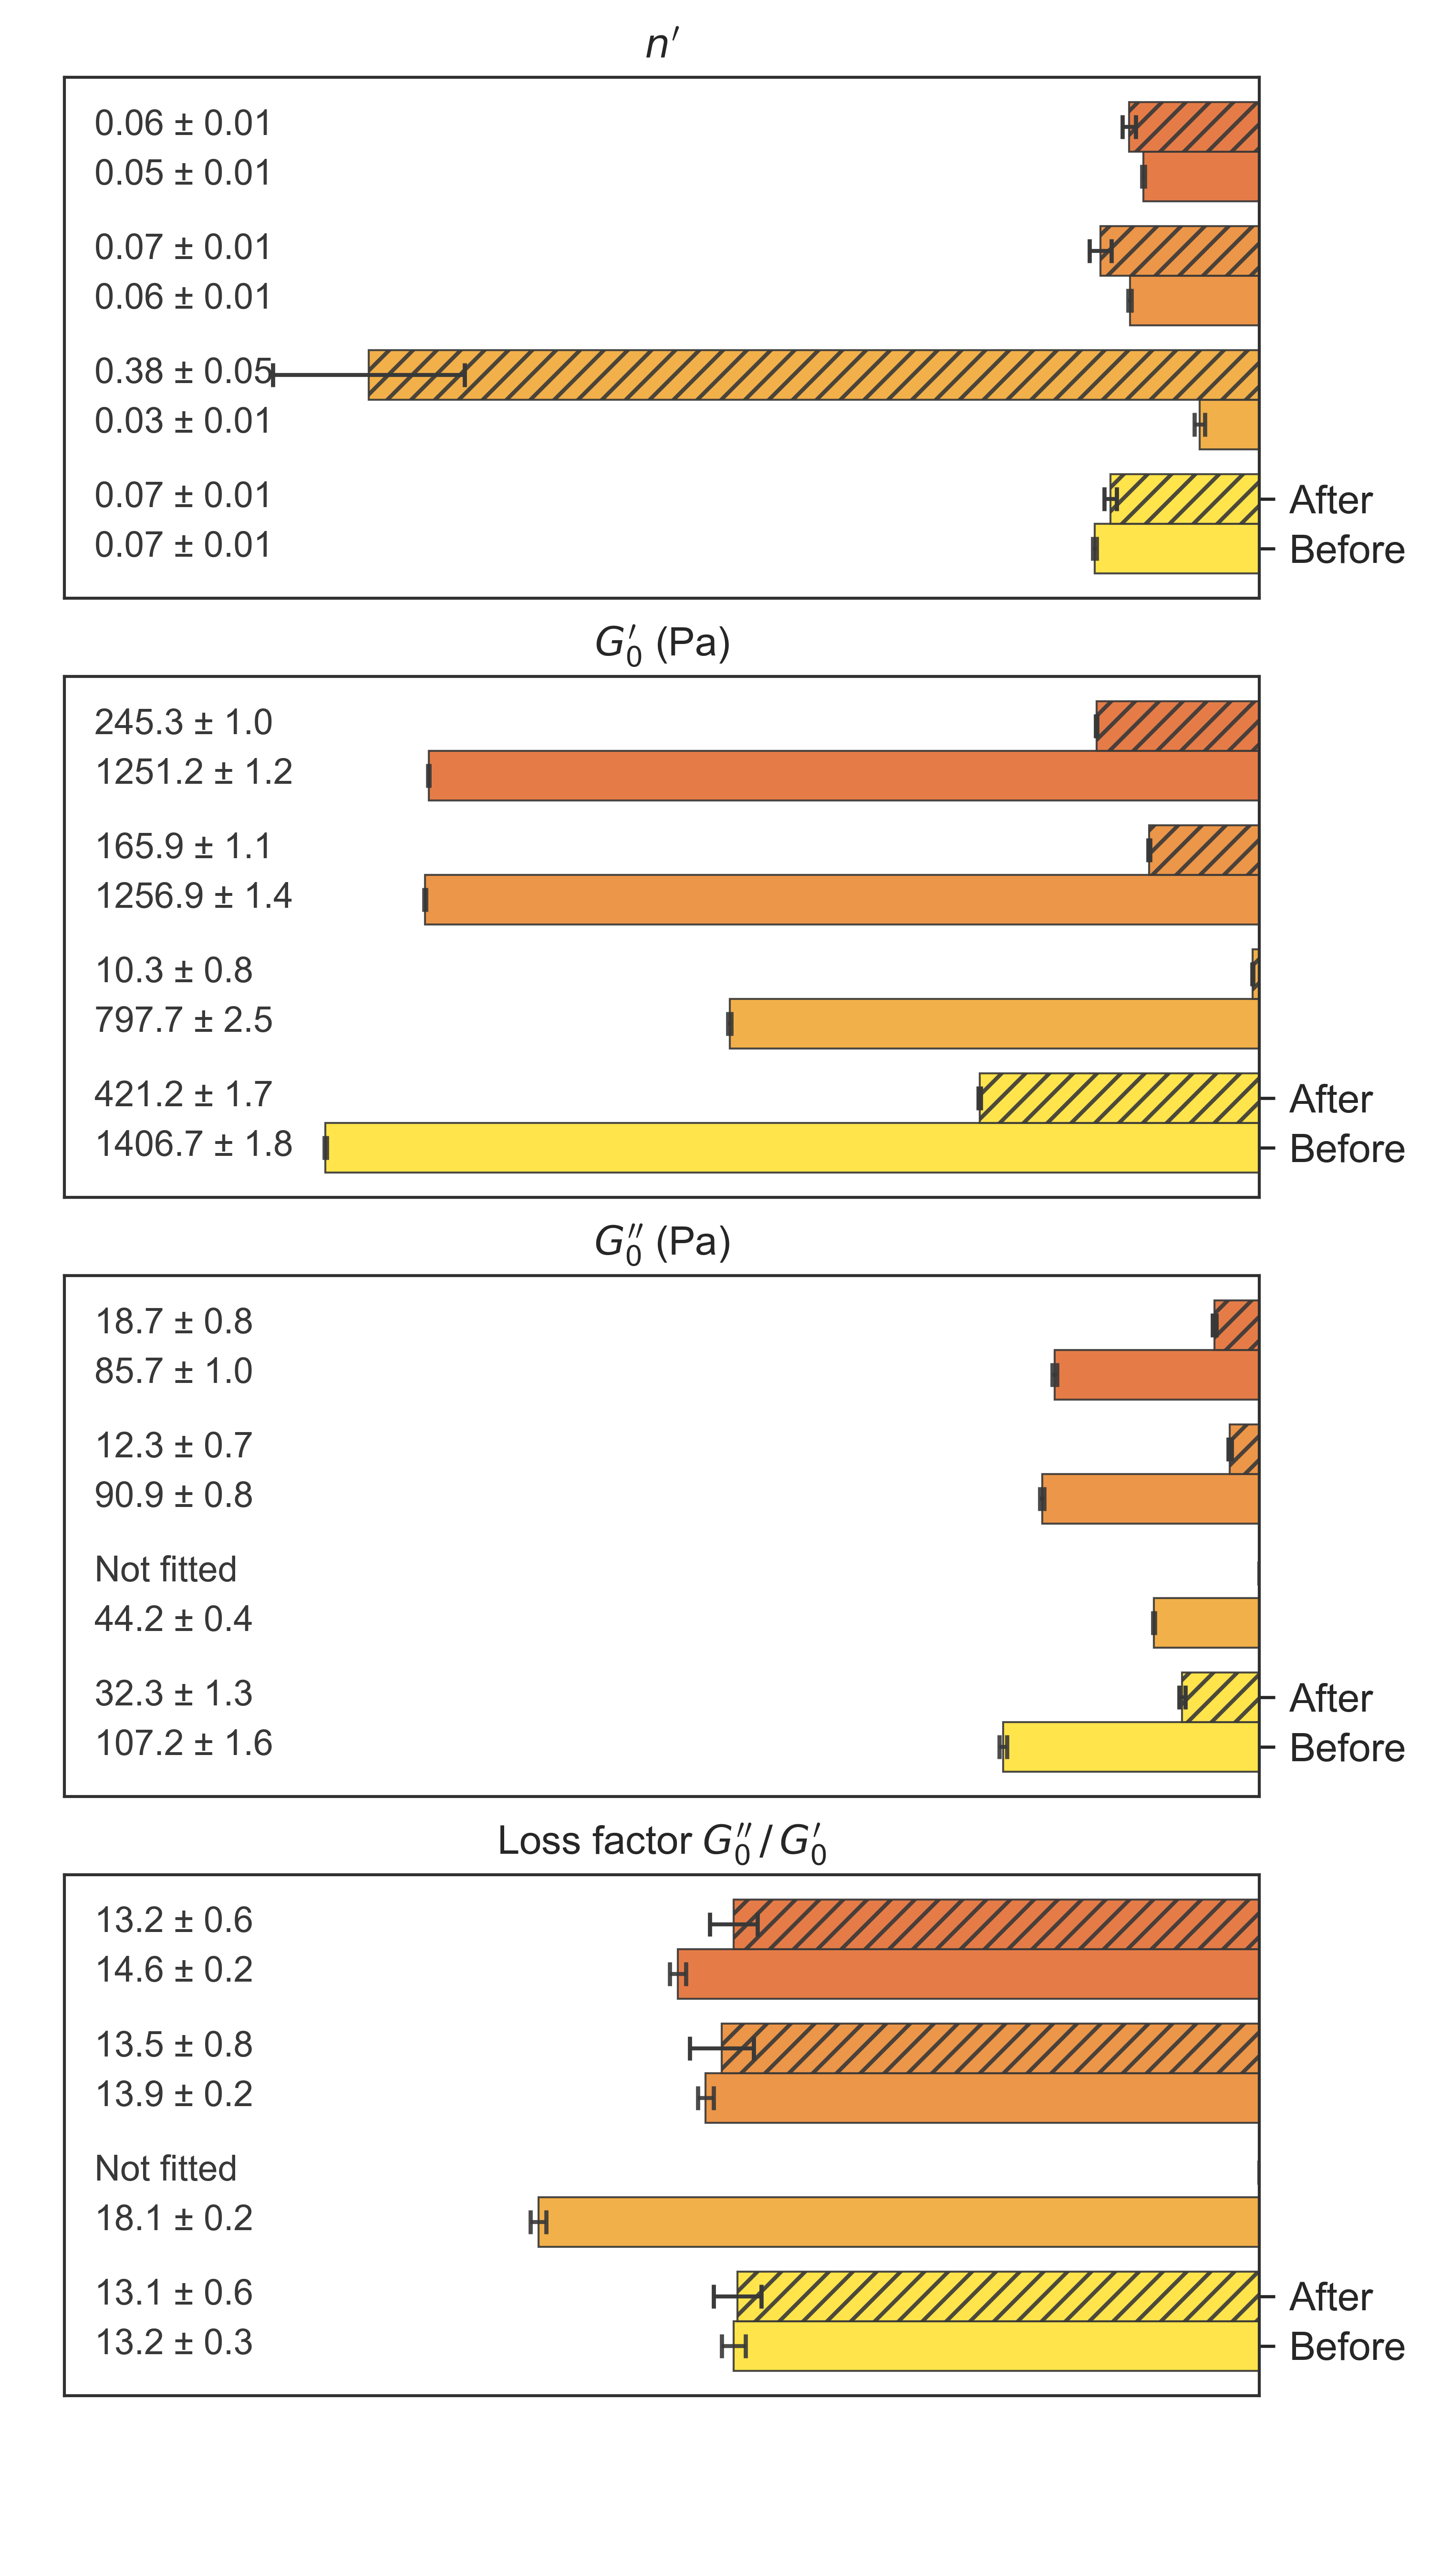 n′
0.06 ± 0.01
0.05 ± 0.01
0.07 ± 0.01
0.06 ± 0.01
0.38 ± 0.05
0.03 ± 0.01
0.07 ± 0.01 After
0.07 ± 0.01 Before
G′₀ (Pa)
245.3 ± 1.0
1251.2 ± 1.2
165.9 ± 1.1
1256.9 ± 1.4
10.3 ± 0.8
797.7 ± 2.5
421.2 ± 1.7 After
1406.7 ± 1.8 Before
G″₀ (Pa)
18.7 ± 0.8
85.7 ± 1.0
12.3 ± 0.7
90.9 ± 0.8
Not fitted
44.2 ± 0.4
32.3 ± 1.3 After
107.2 ± 1.6 Before
Loss factor G″₀ / G′₀
13.2 ± 0.6
14.6 ± 0.2
13.5 ± 0.8
13.9 ± 0.2
Not fitted
18.1 ± 0.2
13.1 ± 0.6 After
13.2 ± 0.3 Before